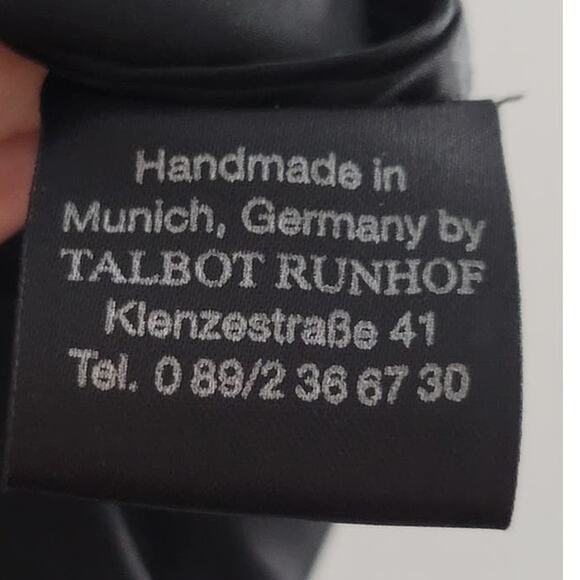 Handmade in
Munich, Germany by
TALBOT RUNHOF
Klenzestraße 41
Tel. 0 89/2 36 67 30